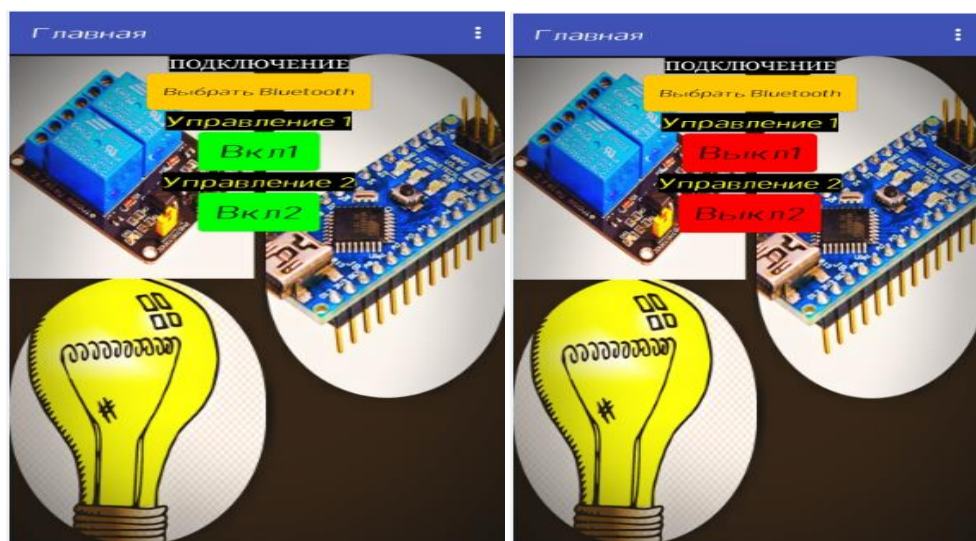 Главная
ПОДКЛЮЧЕНИЕ
Выбрать Bluetooth
Управление 1
Вкл1
Управление 2
Вкл2
Главная
ПОДКЛЮЧЕНИЕ
Выбрать Bluetooth
Управление 1
Выкл1
Управление 2
Выкл2